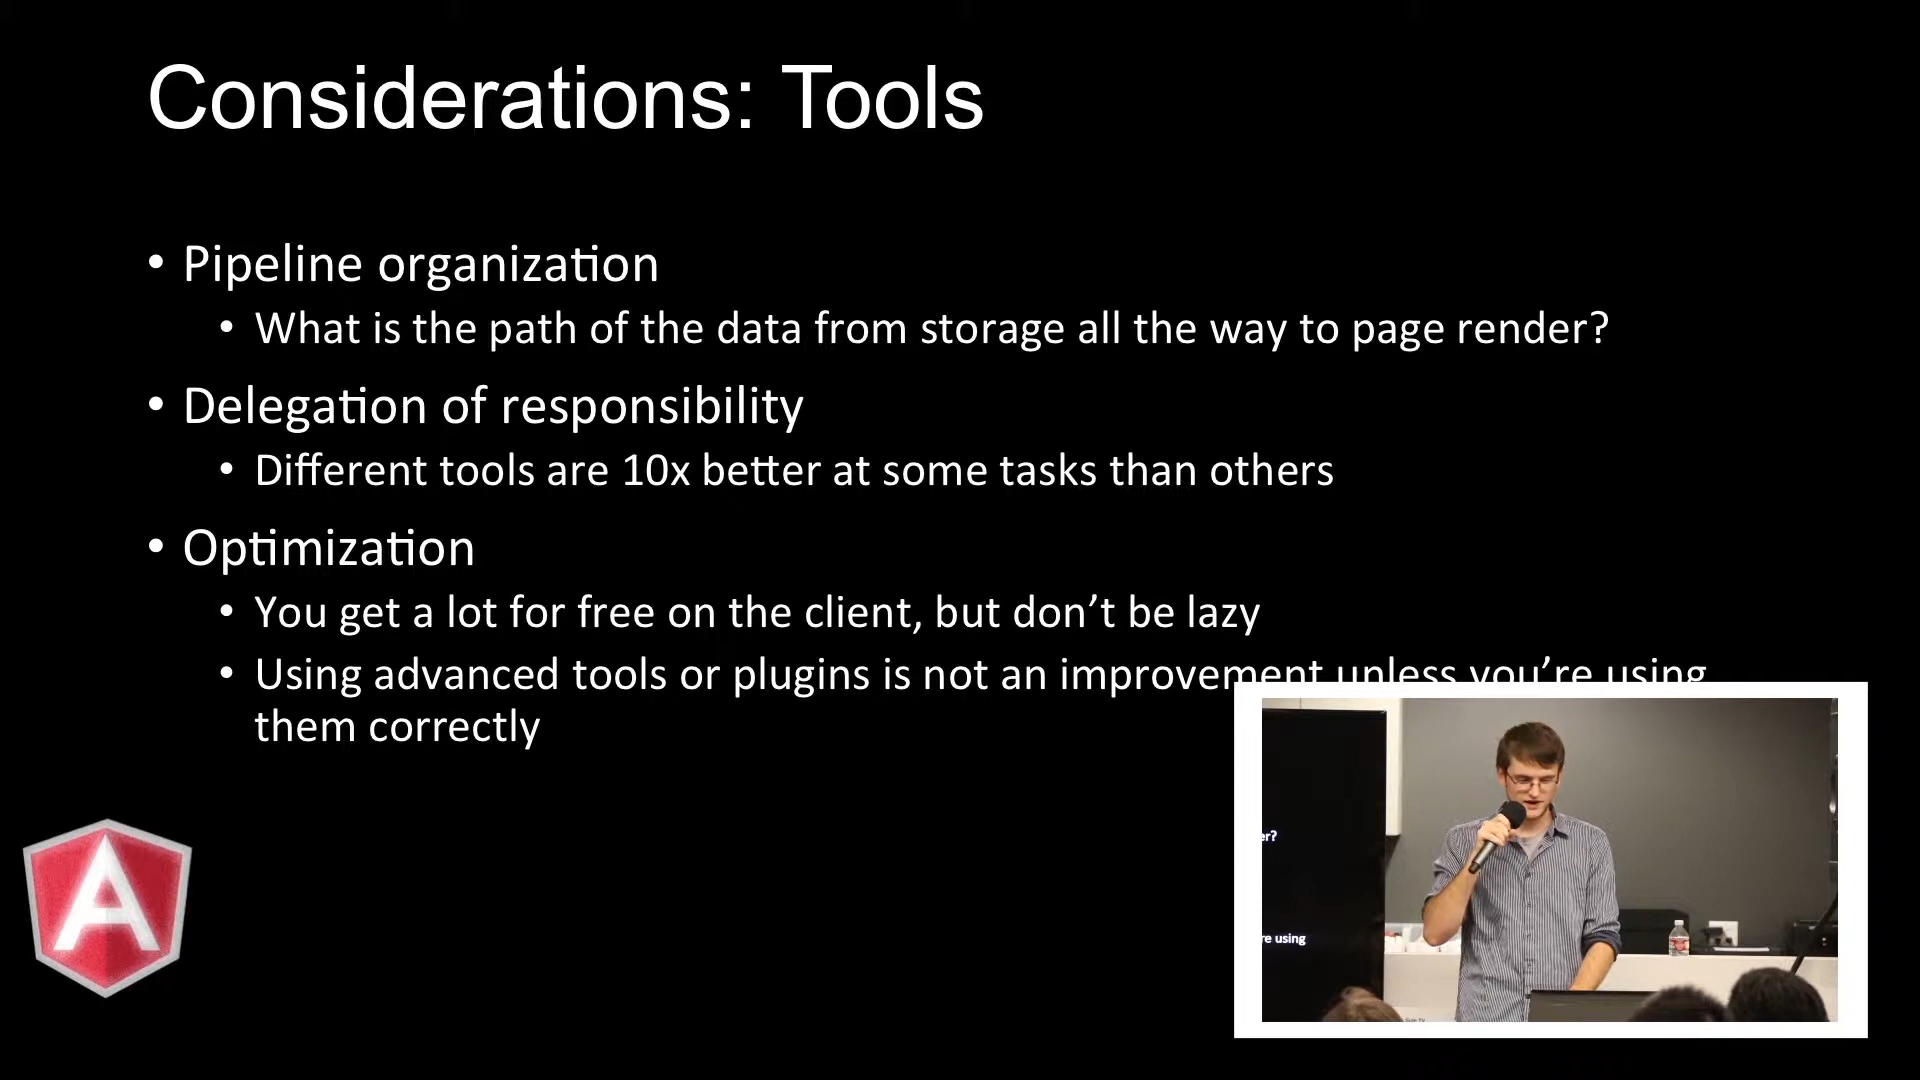 Considerations: Tools
• Pipeline organization
• What is the path of the data from storage all the way to page render?
• Delegation of responsibility
• Different tools are 10x better at some tasks than others
• Optimization
• You get a lot for free on the client, but don’t be lazy
• Using advanced tools or plugins is not an improvement unless you’re using
them correctly
er?
re using
A